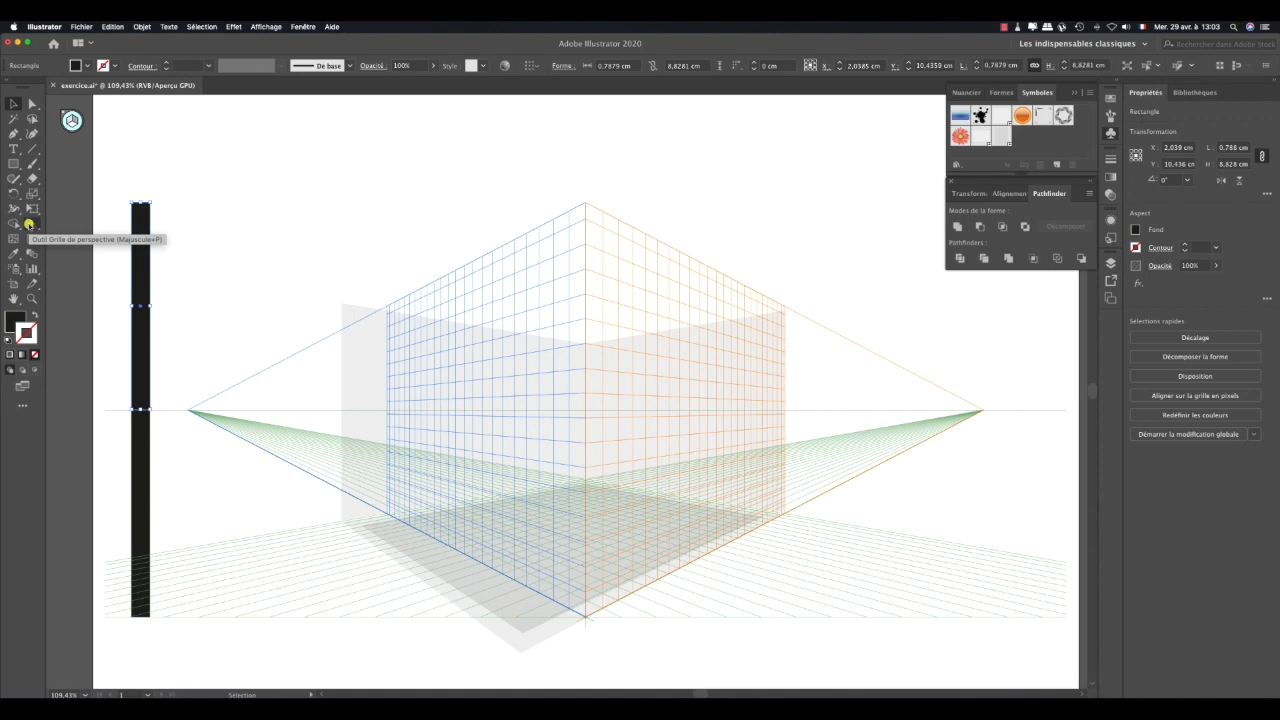 Illustrator Fichier Edition Objet Texte Sélection Effet Affichage Fenêtre Aide Mer. 29 avr. à 13:03
Adobe Illustrator 2020 Les indispensables classiques Rechercher dans Adobe Stock
Rectangle Contour : De base Opacité : 100% Style : Forme : 0,7879 cm 8,8281 cm 0 cm X: 2,0385 cm Y: 10,4359 cm L: 0,7879 cm H: 8,8281 cm
exercice.ai* @ 109,43% (RVB/Aperçu GPU)
Nuancier Formes Symboles
Propriétés Bibliothèques
Rectangle
Transformation
X : 2,039 cm L : 0,788 cm
Y : 10,436 cm H : 8,828 cm
0°
Transform. Alignemen Pathfinder
Modes de la forme :
Décomposer
Pathfinders :
Aspect
Fond
Contour
Opacité 100%
Outil Grille de perspective (Majuscule+P)
Sélections rapides
Décalage
Décomposer la forme
Disposition
Aligner sur la grille en pixels
Redéfinir les couleurs
Démarrer la modification globale
109,43% 1 Sélection